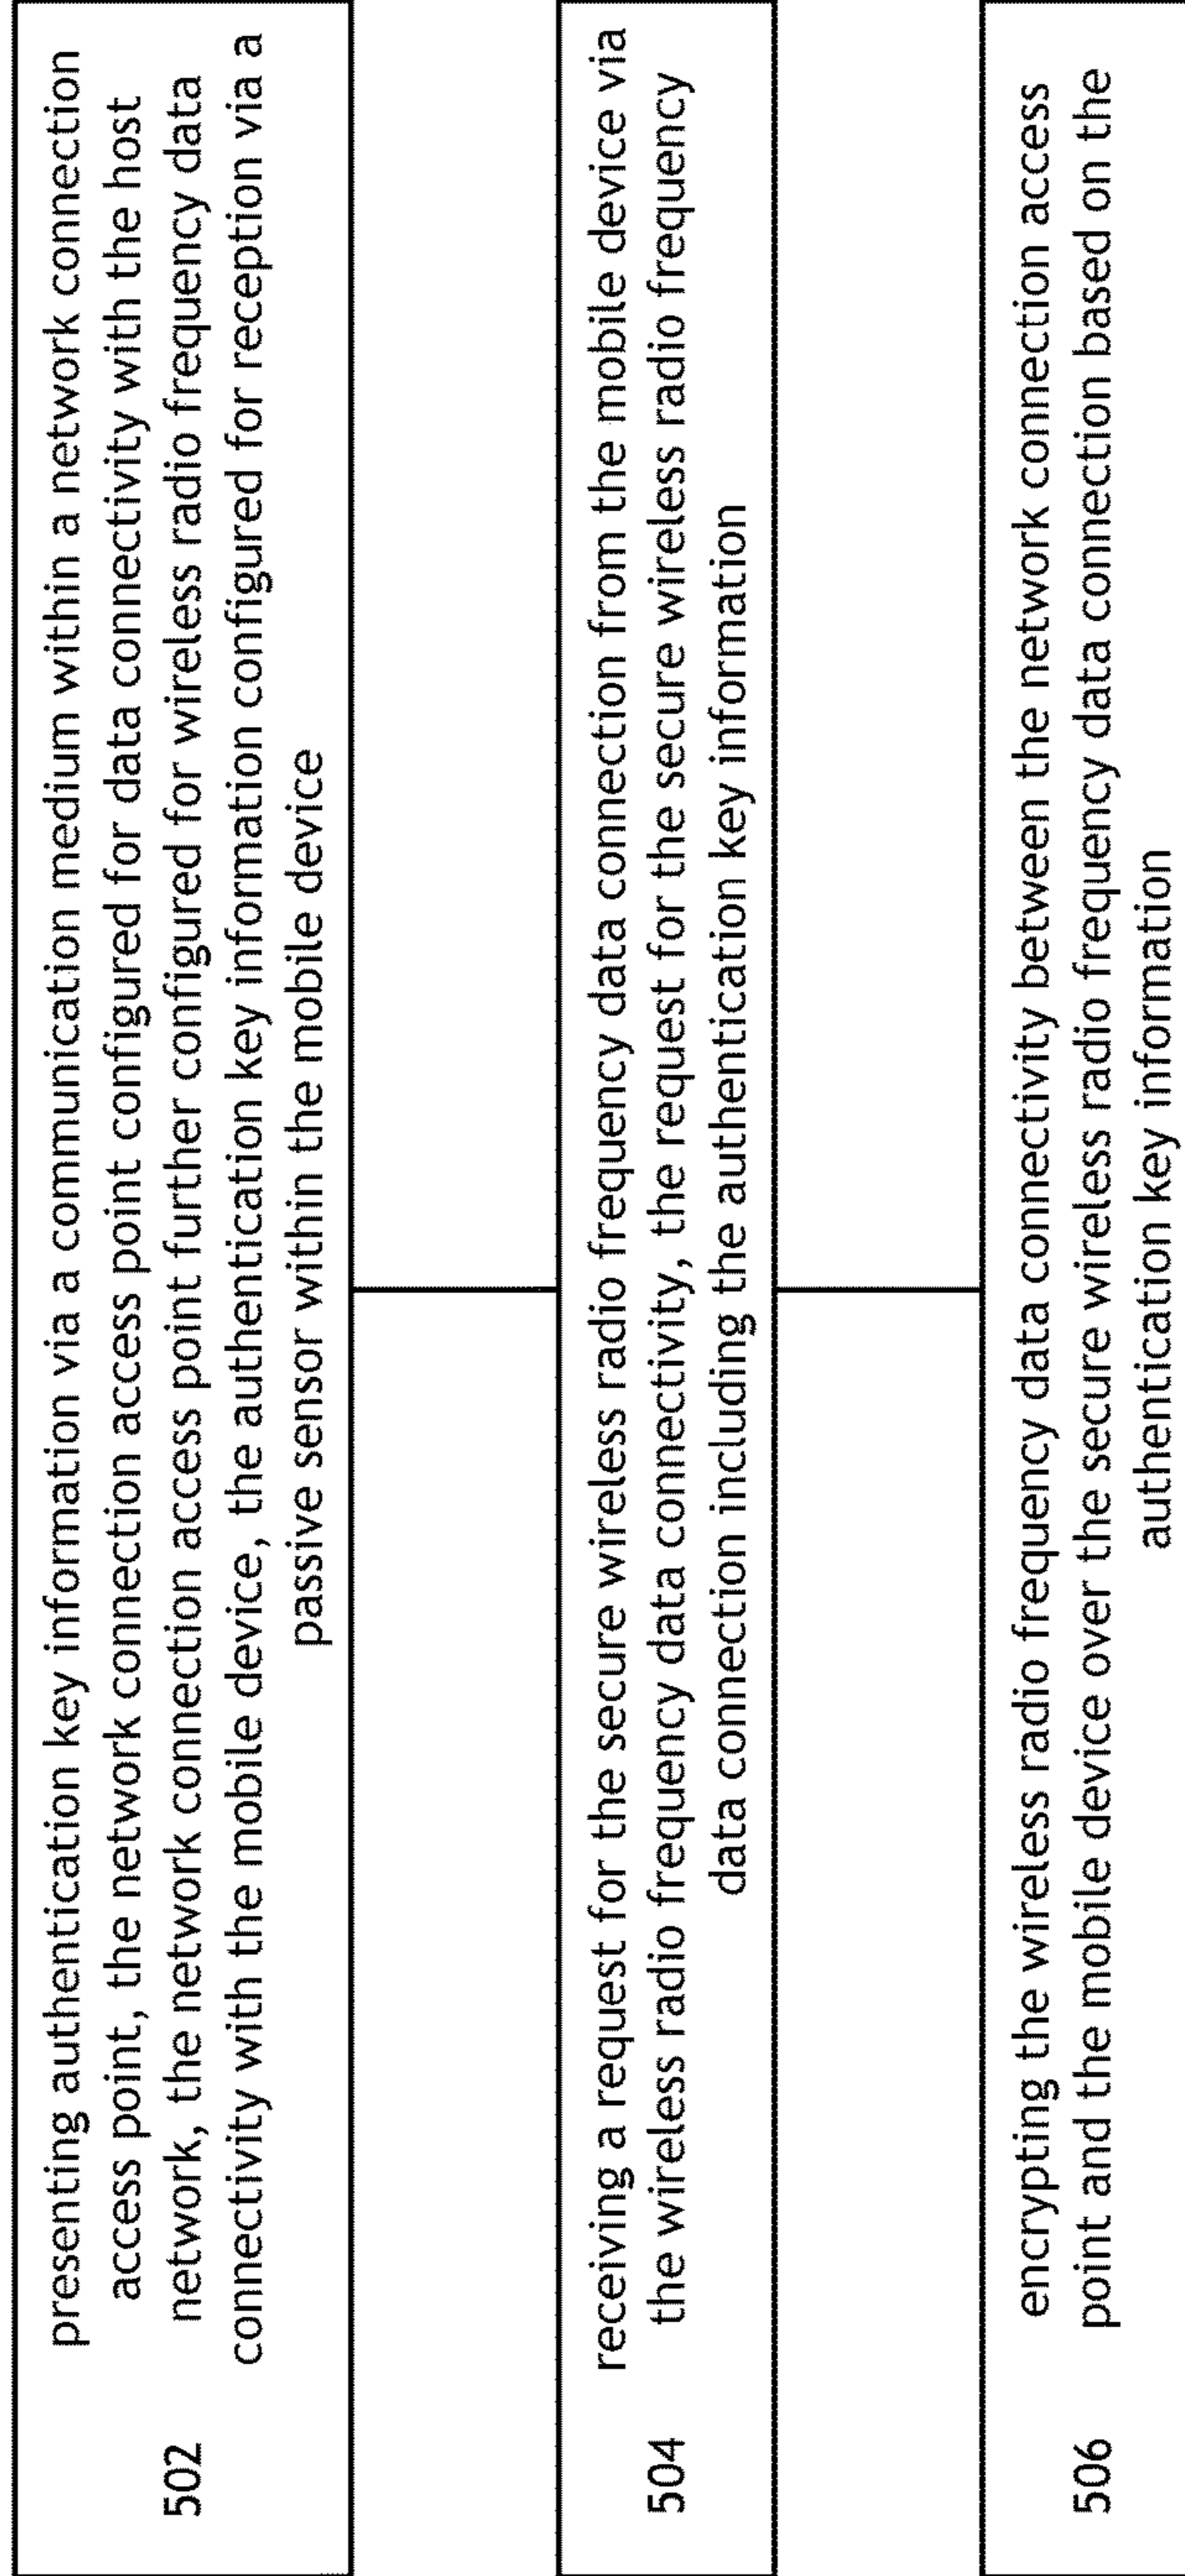 presenting authentication key information via a communication medium within a network connection
access point, the network connection access point configured for data connectivity with the host
502 network, the network connection access point further configured for wireless radio frequency data
connectivity with the mobile device, the authentication key information configured for reception via a
passive sensor within the mobile device
receiving a request for the secure wireless radio frequency data connection from the mobile device via
504 the wireless radio frequency data connectivity, the request for the secure wireless radio frequency
data connection including the authentication key information
encrypting the wireless radio frequency data connectivity between the network connection access
506 point and the mobile device over the secure wireless radio frequency data connection based on the
authentication key information